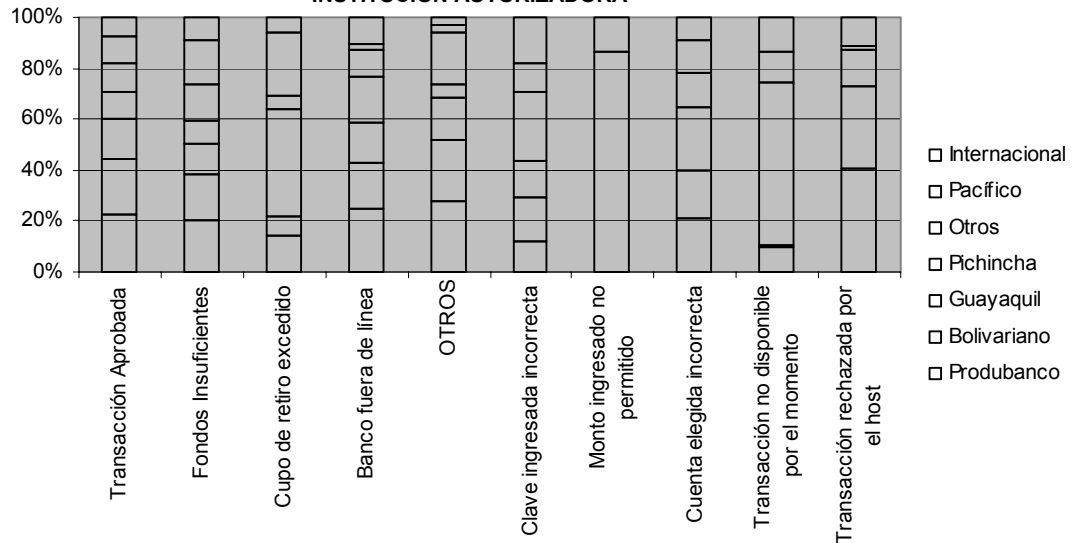 INSTITUCIÓN AUTORIZADORA
100%
80%
60%
40%
20%
0%
Transacción Aprobada
Fondos Insuficientes
Cupo de retiro excedido
Banco fuera de línea
OTROS
Clave ingresada incorrecta
Monto ingresado no
permitido
Cuenta elegida incorrecta
Transacción no disponible
por el momento
Transacción rechazada por
el host
Internacional
Pacífico
Otros
Pichincha
Guayaquil
Bolivariano
Produbanco